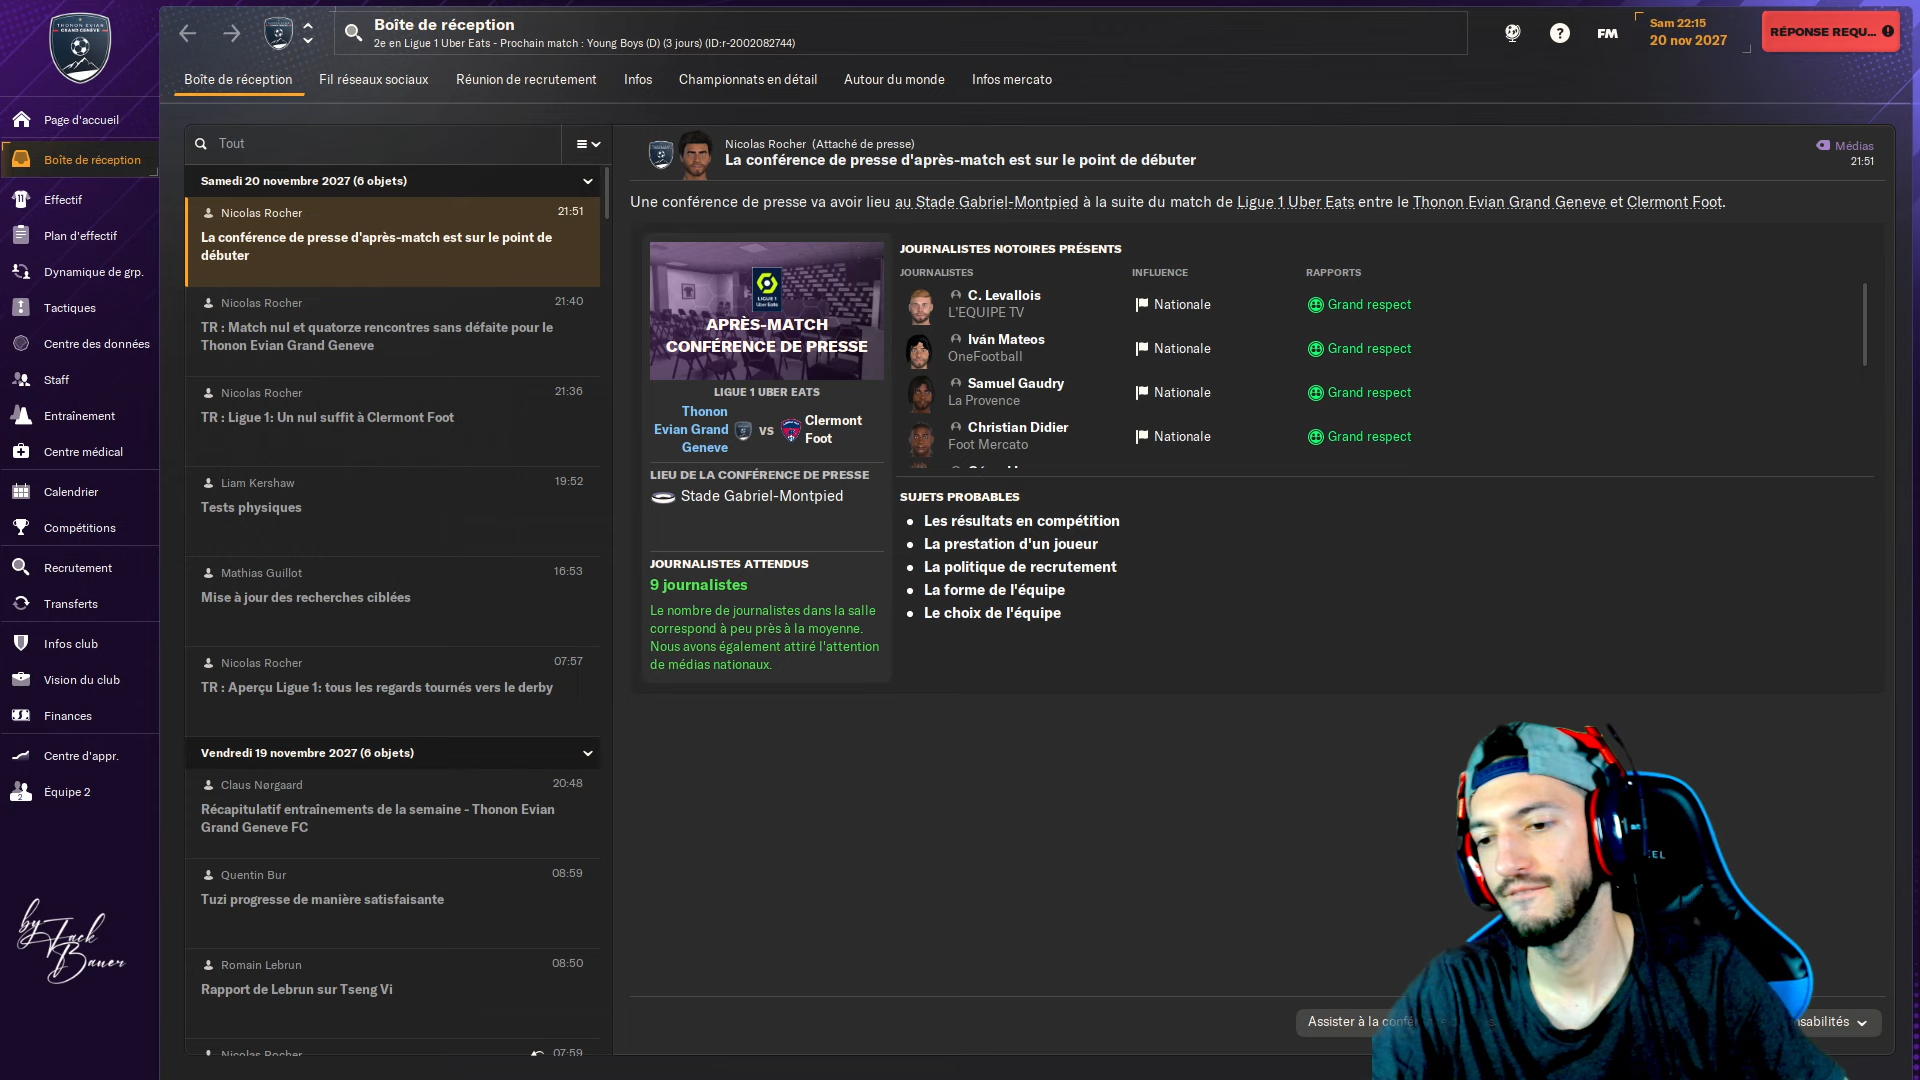 Boîte de réception
2e en Ligue 1 Uber Eats - Prochain match : Young Boys (D) (3 jours) (ID:r-2002082744)
FM
Sam 22:15
20 nov 2027
RÉPONSE REQU...
Boîte de réception
Fil réseaux sociaux
Réunion de recrutement
Infos
Championnats en détail
Autour du monde
Infos mercato
THONON EVIAN
GRAND GENÈVE
Page d'accueil
Boîte de réception
Effectif
Plan d'effectif
Dynamique de grp.
Tactiques
Centre des données
Staff
Entraînement
Centre médical
Calendrier
Compétitions
Recrutement
Transferts
Infos club
Vision du club
Finances
Centre d'appr.
Équipe 2
by Jack
Bauer
Tout
Samedi 20 novembre 2027 (6 objets)
Nicolas Rocher 21:51
La conférence de presse d'après-match est sur le point de
débuter
Nicolas Rocher 21:40
TR : Match nul et quatorze rencontres sans défaite pour le
Thonon Evian Grand Geneve
Nicolas Rocher 21:36
TR : Ligue 1: Un nul suffit à Clermont Foot
Liam Kershaw 19:52
Tests physiques
Mathias Guillot 16:53
Mise à jour des recherches ciblées
Nicolas Rocher 07:57
TR : Aperçu Ligue 1: tous les regards tournés vers le derby
Vendredi 19 novembre 2027 (6 objets)
Claus Nørgaard 20:48
Récapitulatif entraînements de la semaine - Thonon Evian
Grand Geneve FC
Quentin Bur 08:59
Tuzi progresse de manière satisfaisante
Romain Lebrun 08:50
Rapport de Lebrun sur Tseng Vi
Nicolas Rocher 07:59
Nicolas Rocher (Attaché de presse)
La conférence de presse d'après-match est sur le point de débuter
Médias
21:51
Une conférence de presse va avoir lieu au Stade Gabriel-Montpied à la suite du match de Ligue 1 Uber Eats entre le Thonon Evian Grand Geneve et Clermont Foot.
LIGUE 1
Uber Eats
APRÈS-MATCH
CONFÉRENCE DE PRESSE
LIGUE 1 UBER EATS
Thonon
Evian Grand
Geneve
vs
Clermont
Foot
LIEU DE LA CONFÉRENCE DE PRESSE
Stade Gabriel-Montpied
JOURNALISTES ATTENDUS
9 journalistes
Le nombre de journalistes dans la salle
correspond à peu près à la moyenne.
Nous avons également attiré l'attention
de médias nationaux.
JOURNALISTES NOTOIRES PRÉSENTS
JOURNALISTES INFLUENCE RAPPORTS
C. Levallois
L'EQUIPE TV
Nationale
Grand respect
Iván Mateos
OneFootball
Nationale
Grand respect
Samuel Gaudry
La Provence
Nationale
Grand respect
Christian Didier
Foot Mercato
Nationale
Grand respect
SUJETS PROBABLES
Les résultats en compétition
La prestation d'un joueur
La politique de recrutement
La forme de l'équipe
Le choix de l'équipe
Assister à la confér
nsabilités